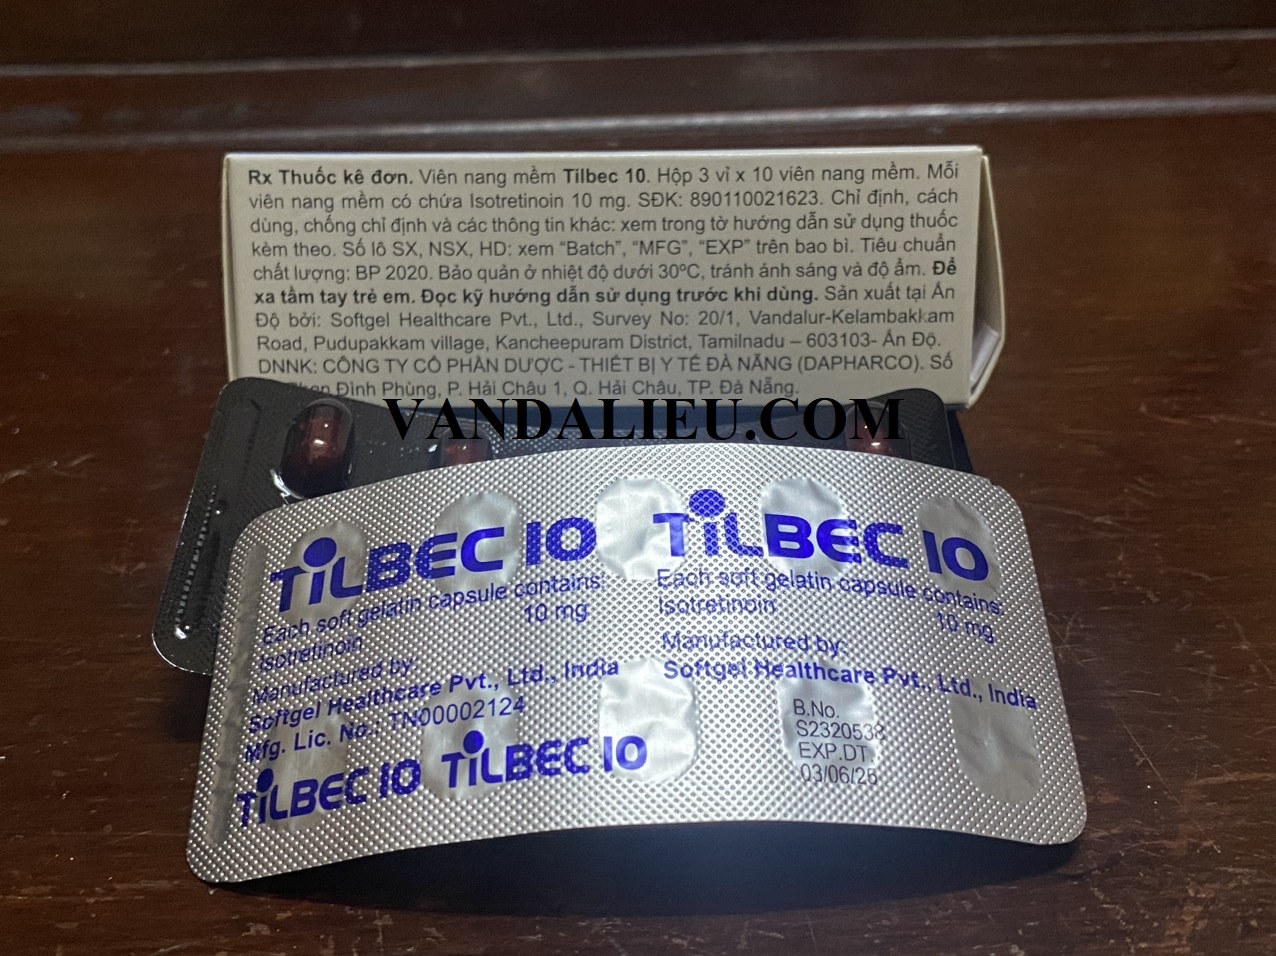 Rx Thuốc kê đơn. Viên nang mềm Tilbec 10. Hộp 3 vỉ x 10 viên nang mềm. Mỗi
viên nang mềm có chứa Isotretinoin 10 mg. SĐK: 890110021623. Chỉ định, cách
dùng, chống chỉ định và các thông tin khác: xem trong tờ hướng dẫn sử dụng thuốc
kèm theo. Số lô SX, NSX, HD: xem “Batch”, “MFG”, “EXP” trên bao bì. Tiêu chuẩn
chất lượng: BP 2020. Bảo quản ở nhiệt độ dưới 30ºC, tránh ánh sáng và độ ẩm. Để
xa tầm tay trẻ em. Đọc kỹ hướng dẫn sử dụng trước khi dùng. Sản xuất tại Ấn
Độ bởi: Softgel Healthcare Pvt., Ltd., Survey No: 20/1, Vandalur-Kelambakkam
Road, Pudupakkam village, Kancheepuram District, Tamilnadu – 603103- Ấn Độ.
DNNK: CÔNG TY CỔ PHẦN DƯỢC - THIẾT BỊ Y TẾ ĐÀ NẴNG (DAPHARCO). Số
Đình Phùng, P. Hải Châu 1, Q. Hải Châu, TP. Đà Nẵng.
VANDALIEU.COM
TiLBEC 10
Each soft gelatin capsule contains:
Isotretinoin 10 mg
Manufactured by:
Softgel Healthcare Pvt., Ltd., India
Mfg. Lic. No.: TN00002124
TiLBEC 10 TiLBEC 10
TiLBEC 10
Each soft gelatin capsule contains:
Isotretinoin 10 mg
Manufactured by:
Softgel Healthcare Pvt., Ltd., India
B.No.
S2320538
EXP.DT
03/06/25